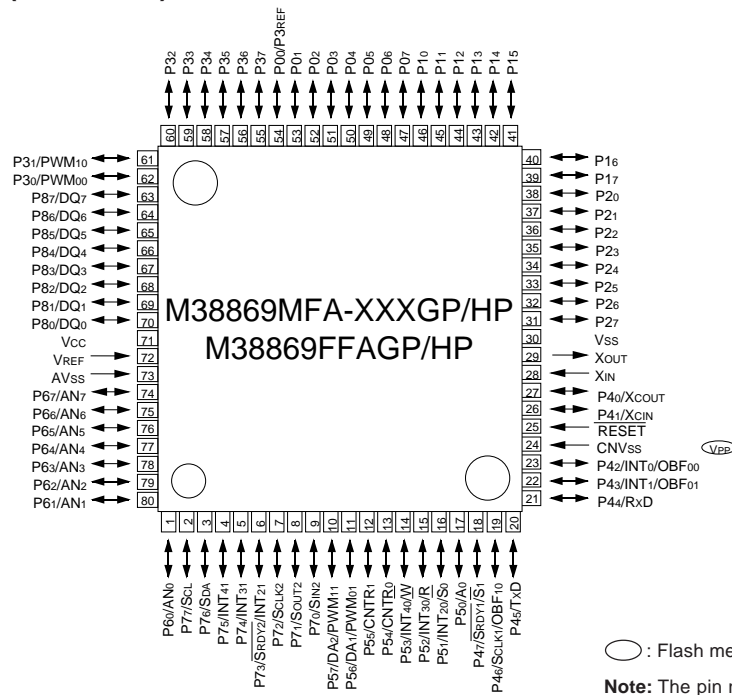 P32
P33
P34
P35
P36
P37
P00/P3REF
P01
P02
P03
P04
P05
P06
P07
P10
P11
P12
P13
P14
P15
60
59
58
57
56
55
54
53
52
51
50
49
48
47
46
45
44
43
42
41
P31/PWM10 61
P30/PWM00 62
P87/DQ7 63
P86/DQ6 64
P85/DQ5 65
P84/DQ4 66
P83/DQ3 67
P82/DQ2 68
P81/DQ1 69
P80/DQ0 70
VCC 71
VREF 72
AVSS 73
P67/AN7 74
P66/AN6 75
P65/AN5 76
P64/AN4 77
P63/AN3 78
P62/AN2 79
P61/AN1 80
M38869MFA-XXXGP/HP
M38869FFAGP/HP
40 P16
39 P17
38 P20
37 P21
36 P22
35 P23
34 P24
33 P25
32 P26
31 P27
30 VSS
29 XOUT
28 XIN
27 P40/XCOUT
26 P41/XCIN
25 RESET
24 CNVSS VPP
23 P42/INT0/OBF00
22 P43/INT1/OBF01
21 P44/RXD
1
2
3
4
5
6
7
8
9
10
11
12
13
14
15
16
17
18
19
20
P60/AN0
P77/SCL
P76/SDA
P75/INT41
P74/INT31
P73/SRDY2/INT21
P72/SCLK2
P71/SOUT2
P70/SIN2
P57/DA2/PWM11
P56/DA1/PWM01
P55/CNTR1
P54/CNTR0
P53/INT40/W
P52/INT30/R
P51/INT20/S0
P50/A0
P47/SRDY1/S1
P46/SCLK1/OBF10
P45/TXD
: Flash me
Note: The pin n